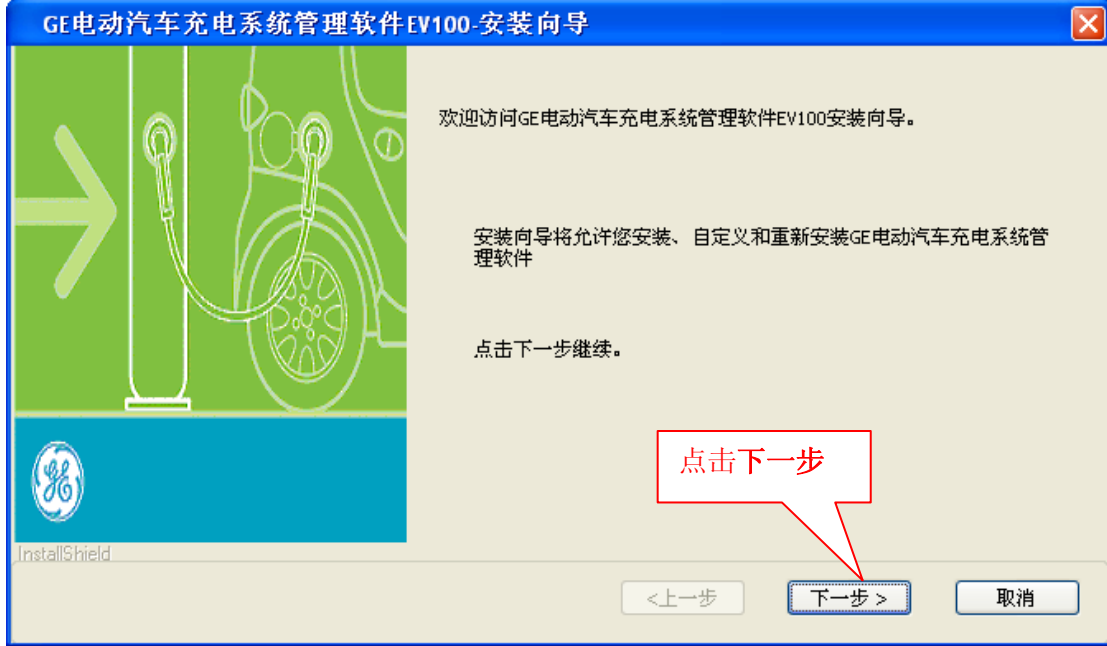 GE电动汽车充电系统管理软件EV100-安装向导
欢迎访问GE电动汽车充电系统管理软件EV100安装向导。
安装向导将允许您安装、自定义和重新安装GE电动汽车充电系统管
理软件
点击下一步继续。
点击下一步
GE
InstallShield
<上一步
下一步 >
取消